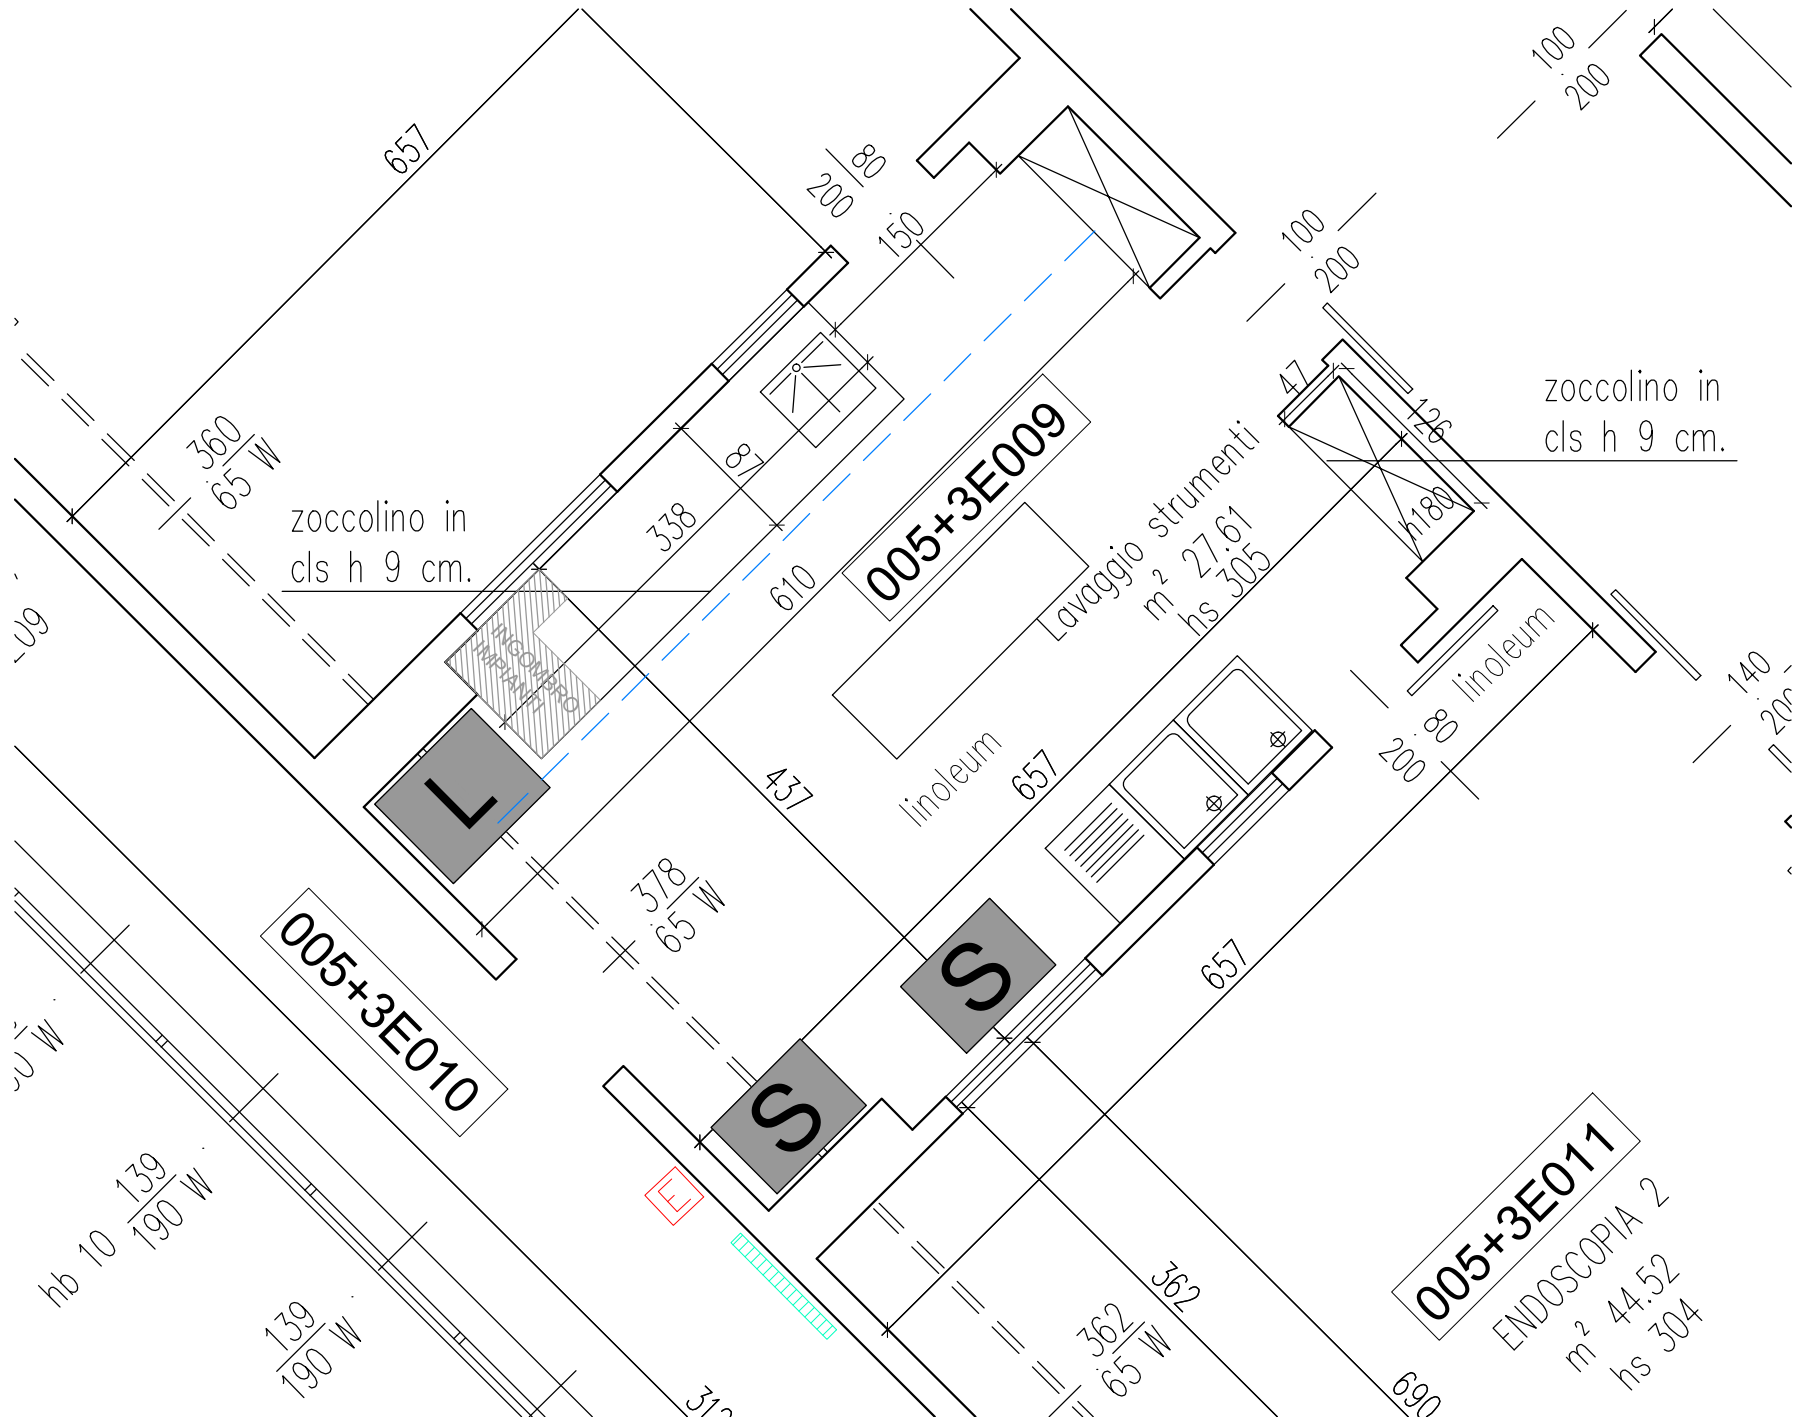 657
80
200
150
100
200
100
200
360
65 W
zoccolino in
cls h 9 cm.
87
338
610
005+3E009
Lavaggio strumenti
m² 27.61
hs 305
47
126
h180
zoccolino in
cls h 9 cm.
INGOMBRO
IMPIANTI
L
437
linoleum
657
linoleum
80
200
140
378
65 W
S
S
657
005+3E010
E
139
190 W
hb 10
139
190 W
312
362
65 W
362
690
005+3E011
ENDOSCOPIA 2
m² 44.52
hs 304